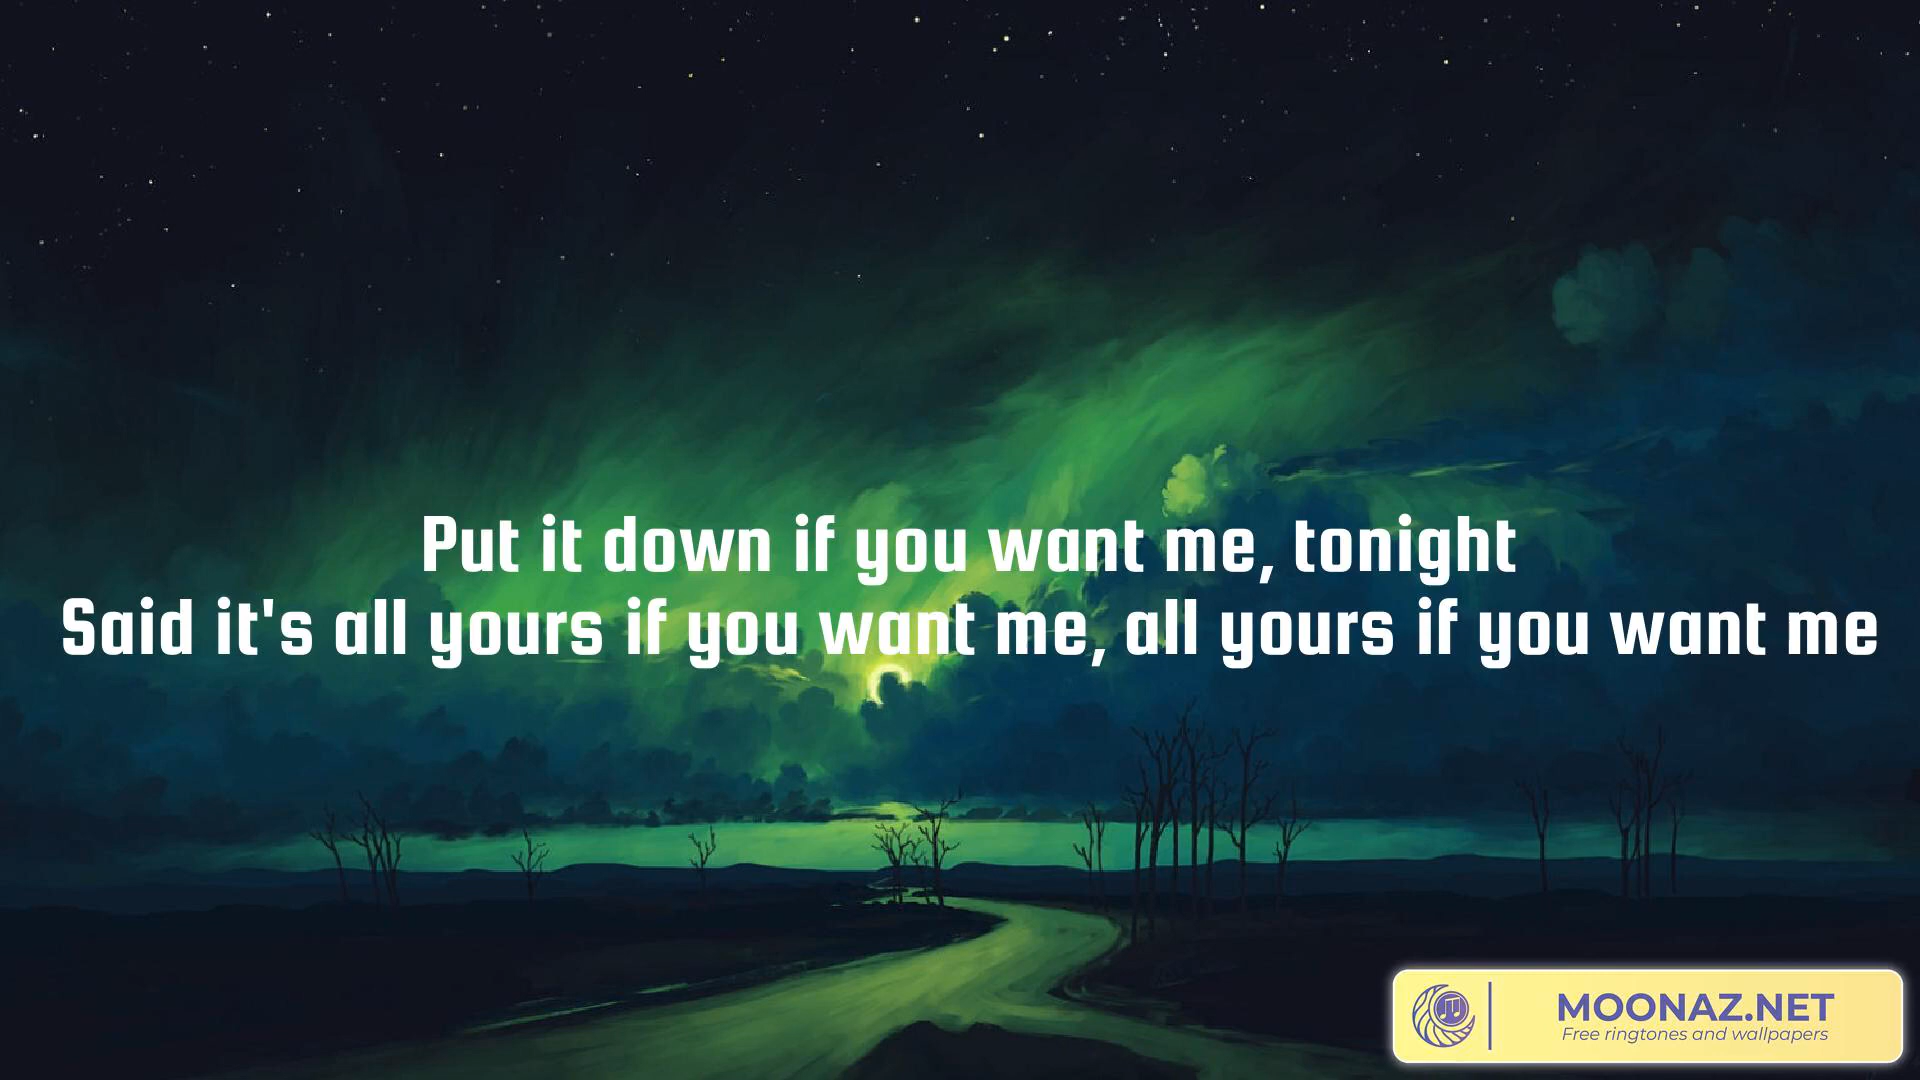 Put it down if you want me, tonight
Said it's all yours if you want me, all yours if you want me
MOONAZ.NET
Free ringtones and wallpapers